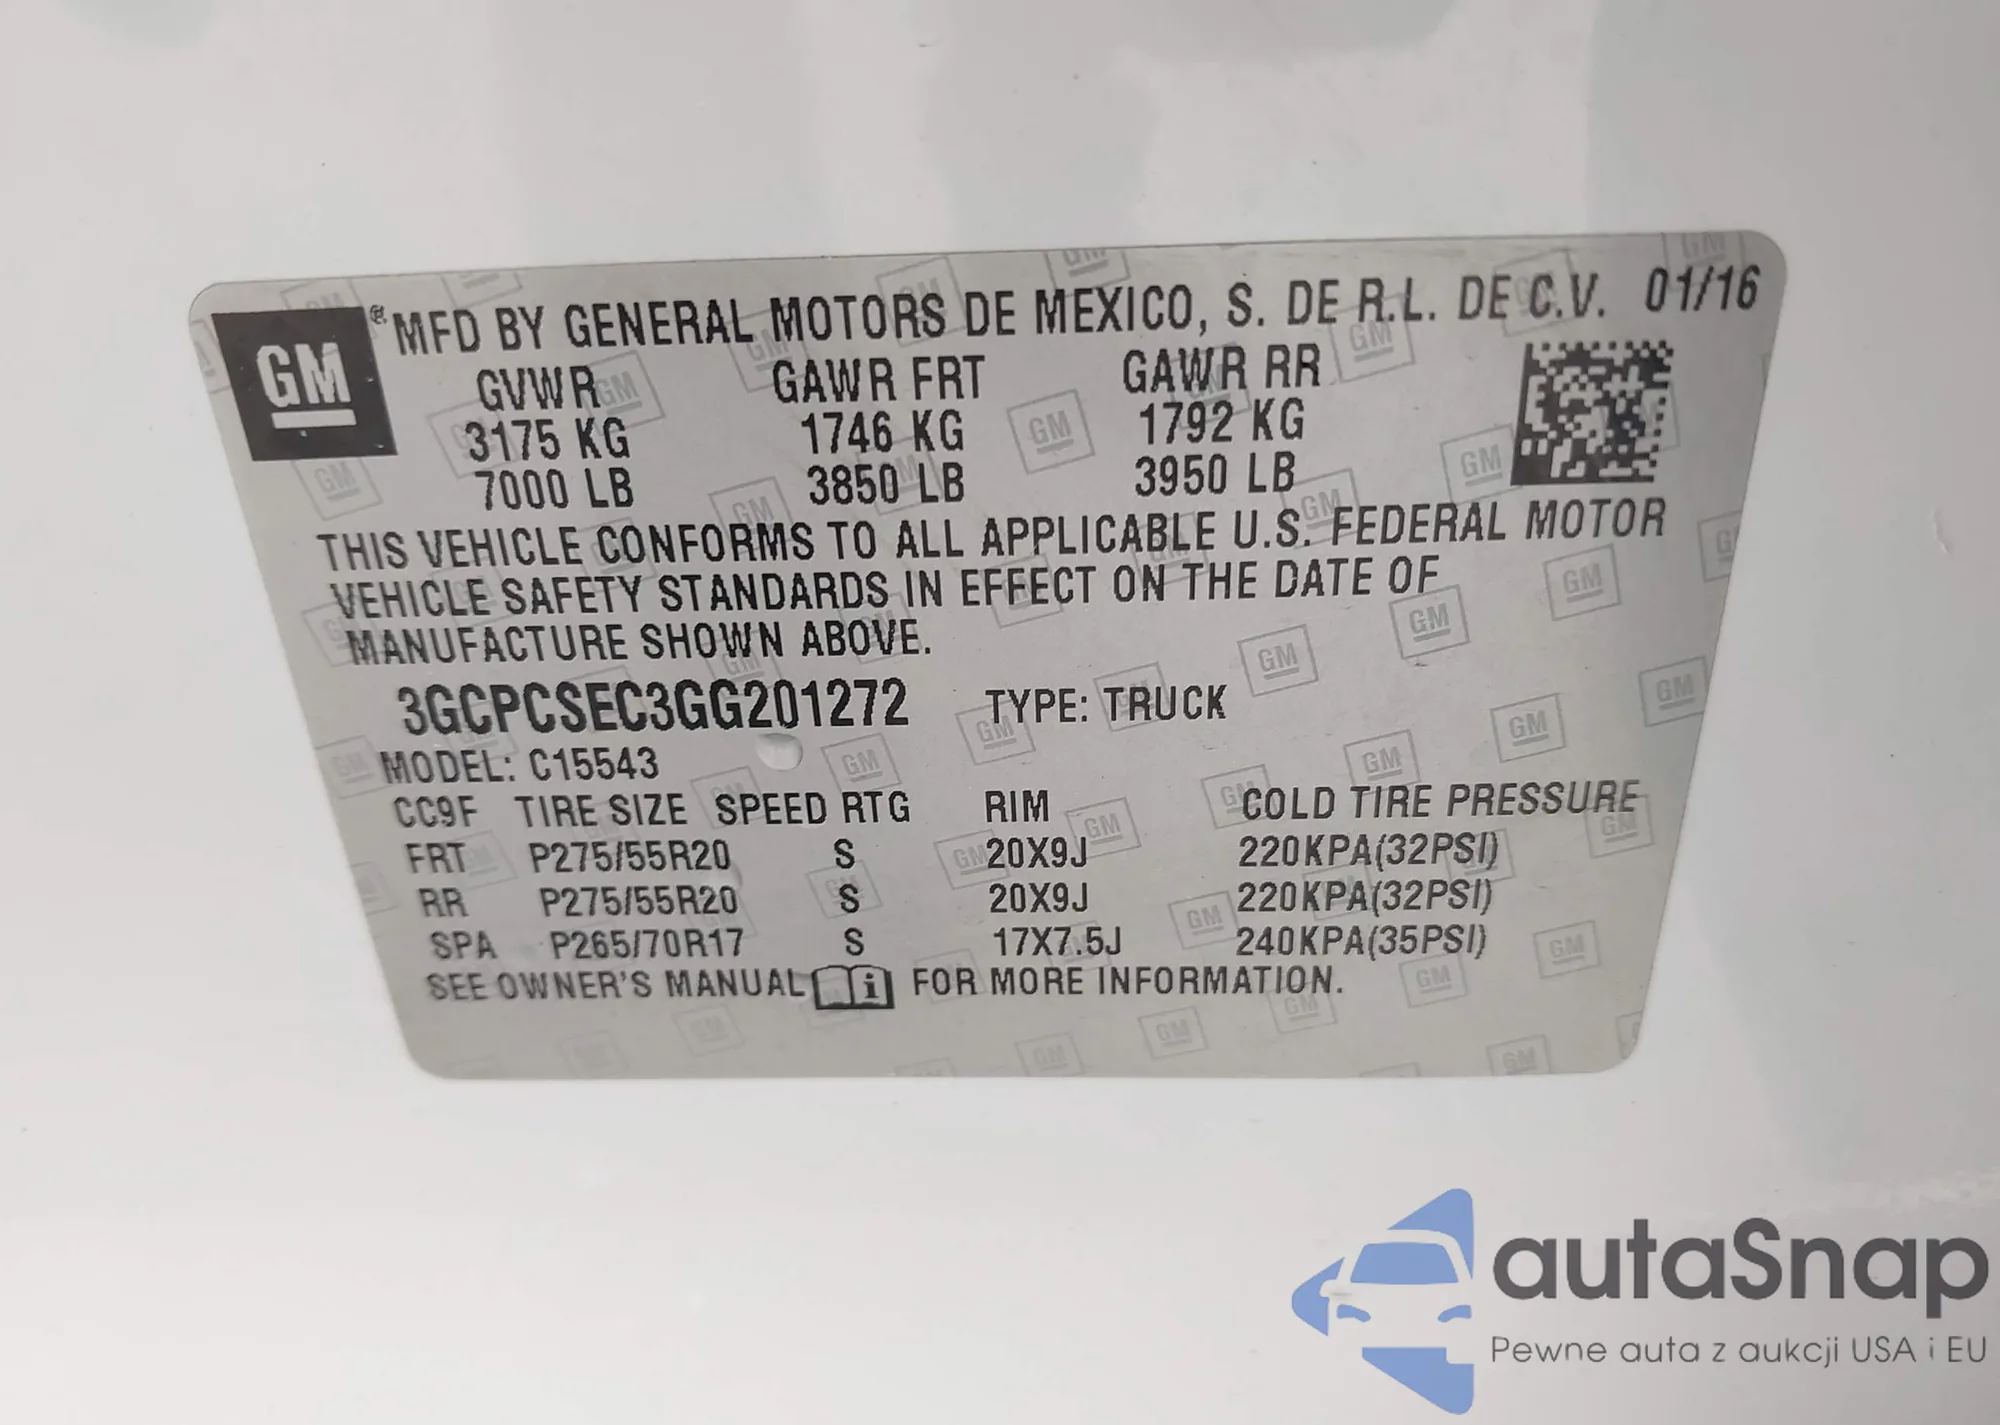 GM ® MFD BY GENERAL MOTORS DE MEXICO, S. DE R.L. DE C.V. 01/16
GVWR GAWR FRT GAWR RR
3175 KG 1746 KG 1792 KG
7000 LB 3850 LB 3950 LB
THIS VEHICLE CONFORMS TO ALL APPLICABLE U.S. FEDERAL MOTOR
VEHICLE SAFETY STANDARDS IN EFFECT ON THE DATE OF
MANUFACTURE SHOWN ABOVE.
3GCPCSEC3GG201272 TYPE: TRUCK
MODEL: C15543
CC9F TIRE SIZE SPEED RTG RIM COLD TIRE PRESSURE
FRT P275/55R20 S 20X9J 220KPA(32PSI)
RR P275/55R20 S 20X9J 220KPA(32PSI)
SPA P265/70R17 S 17X7.5J 240KPA(35PSI)
SEE OWNER'S MANUAL i FOR MORE INFORMATION.
autaSnap
Pewne auta z aukcji USA i EU